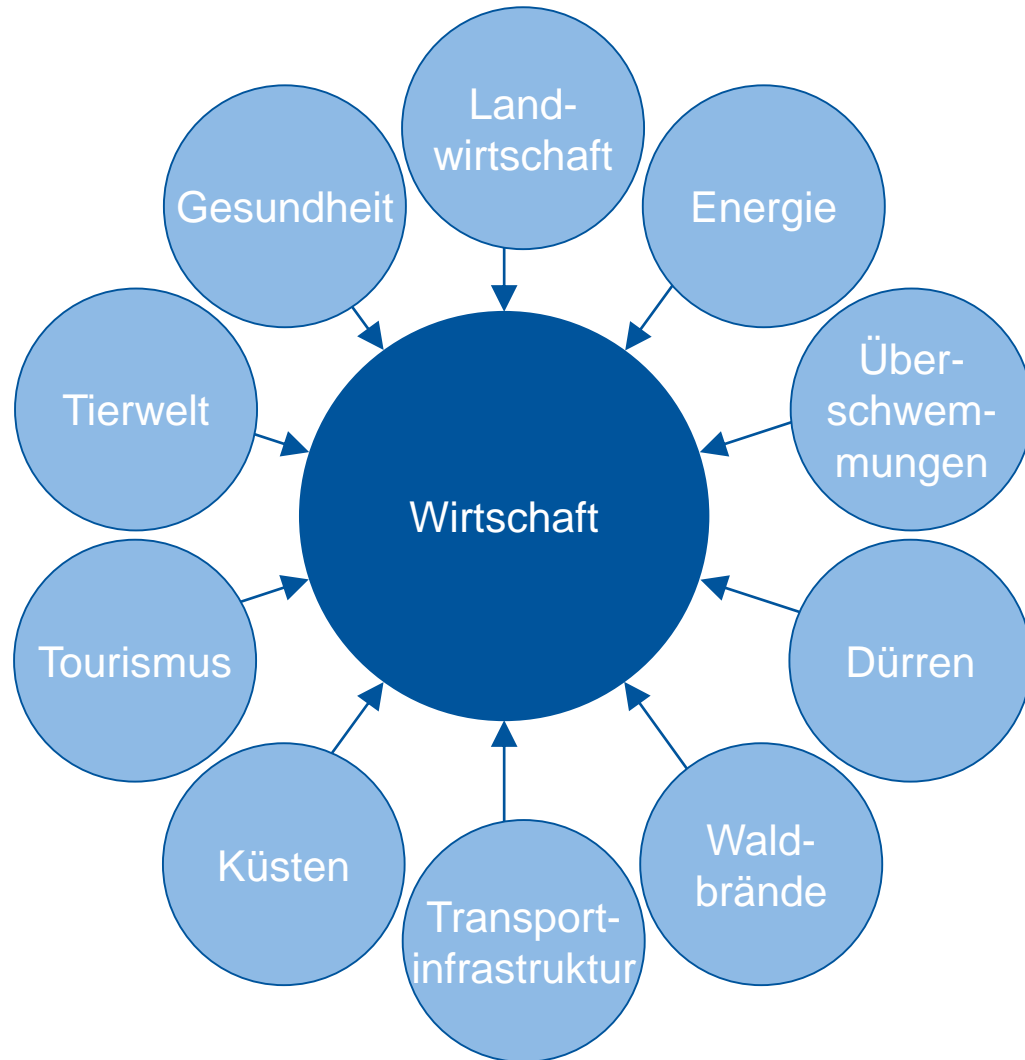 Land-
wirtschaft
Energie
Über-
schwem-
mungen
Dürren
Wald-
brände
Transport-
infrastruktur
Küsten
Tourismus
Tierwelt
Gesundheit
Wirtschaft